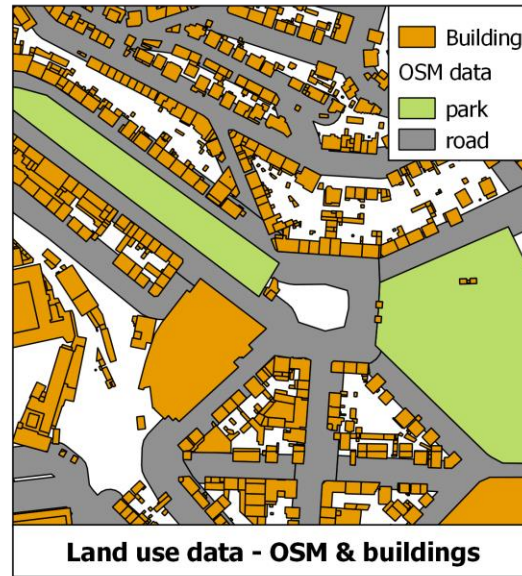 Building
OSM data
park
road
Land use data - OSM & buildings